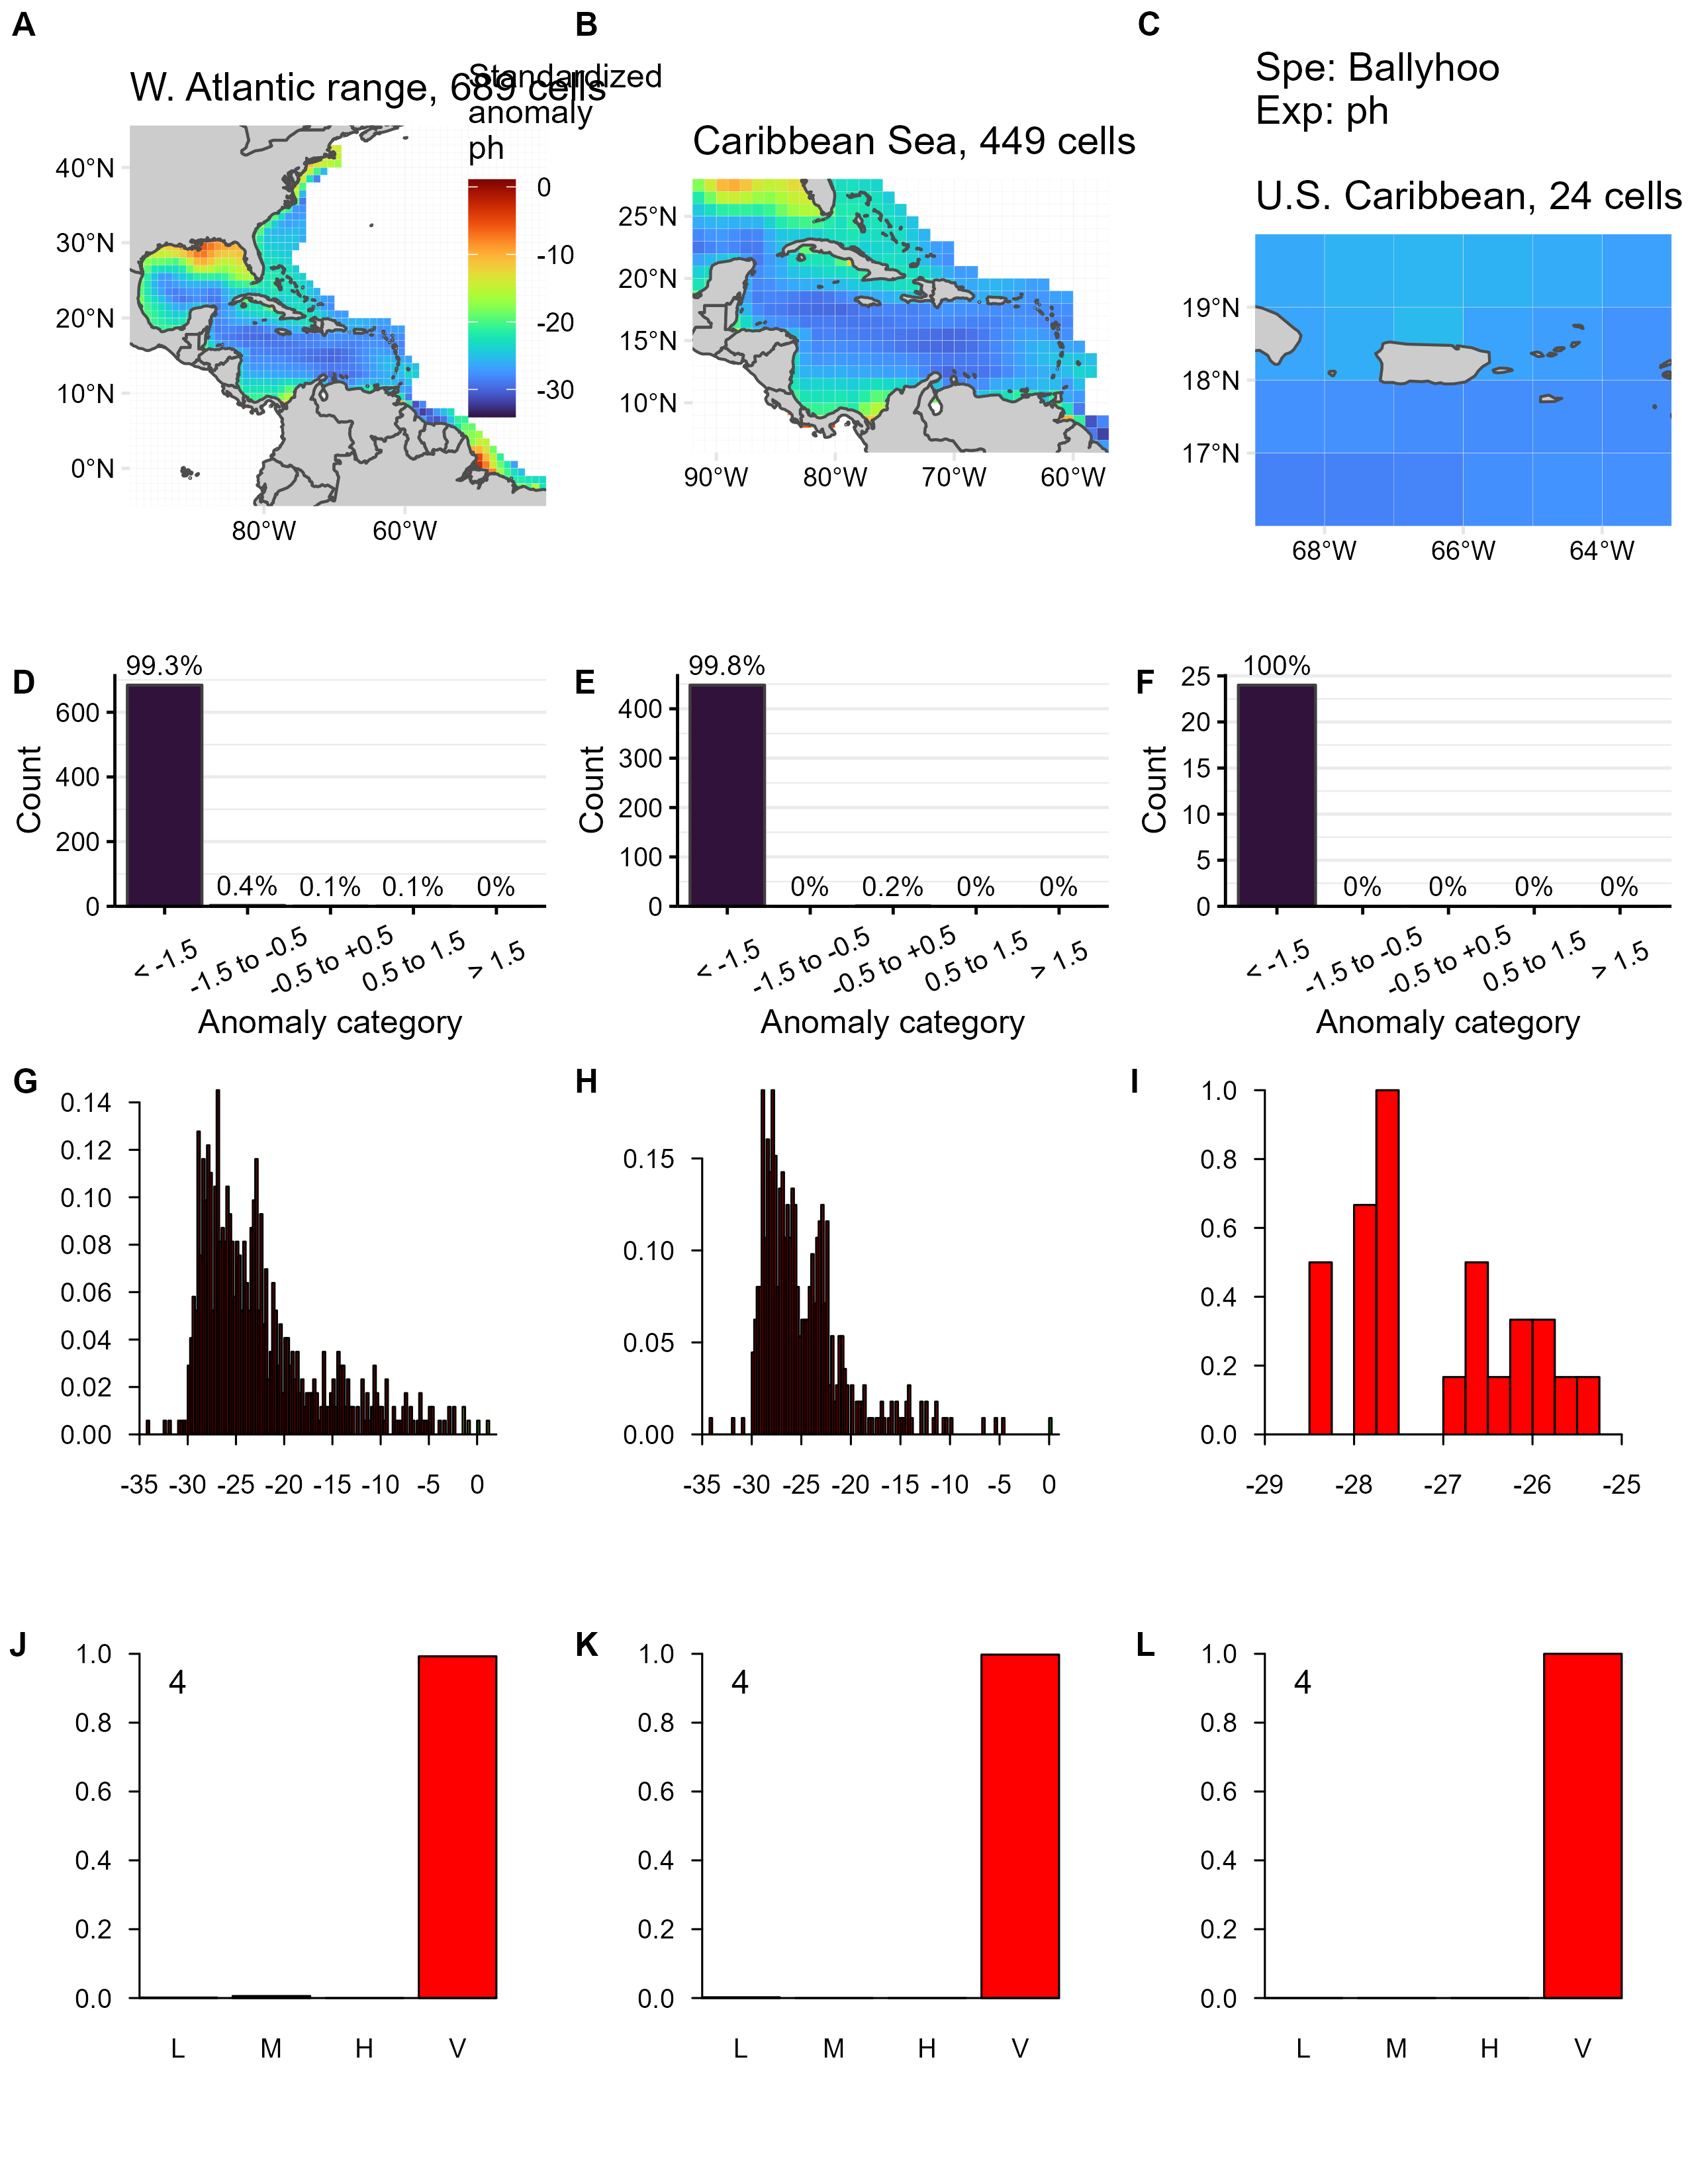 A
B
C
W. Atlantic range, 689 cells
Standardized
anomaly
ph
0
-10
-20
-30
40°N
30°N
20°N
10°N
0°N
80°W
60°W
Caribbean Sea, 449 cells
25°N
20°N
15°N
10°N
90°W
80°W
70°W
60°W
Spe: Ballyhoo
Exp: ph
U.S. Caribbean, 24 cells
19°N
18°N
17°N
68°W
66°W
64°W
D
Count
600
400
200
0
99.3%
0.4%
0.1%
0.1%
0%
< -1.5
-1.5 to -0.5
-0.5 to +0.5
0.5 to 1.5
> 1.5
Anomaly category
E
Count
400
300
200
100
0
99.8%
0%
0.2%
0%
0%
< -1.5
-1.5 to -0.5
-0.5 to +0.5
0.5 to 1.5
> 1.5
Anomaly category
F
Count
25
20
15
10
5
0
100%
0%
0%
0%
0%
< -1.5
-1.5 to -0.5
-0.5 to +0.5
0.5 to 1.5
> 1.5
Anomaly category
G
0.14
0.12
0.10
0.08
0.06
0.04
0.02
0.00
-35
-30
-25
-20
-15
-10
-5
0
H
0.15
0.10
0.05
0.00
-35
-30
-25
-20
-15
-10
-5
0
I
1.0
0.8
0.6
0.4
0.2
0.0
-29
-28
-27
-26
-25
J
1.0
0.8
0.6
0.4
0.2
0.0
4
L
M
H
V
K
1.0
0.8
0.6
0.4
0.2
0.0
4
L
M
H
V
L
1.0
0.8
0.6
0.4
0.2
0.0
4
L
M
H
V